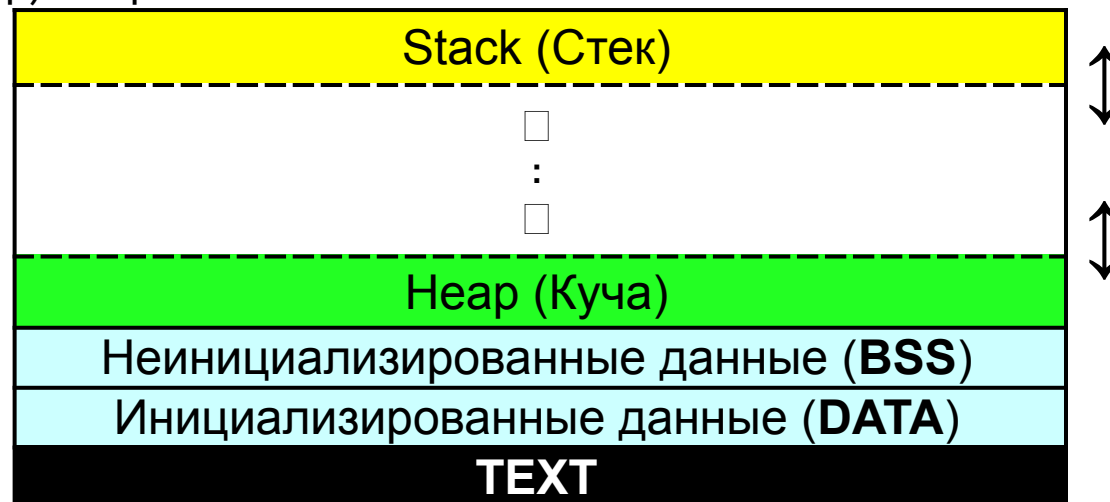 Stack (Стек)
:
Heap (Куча)
Неинициализированные данные (BSS)
Инициализированные данные (DATA)
TEXT